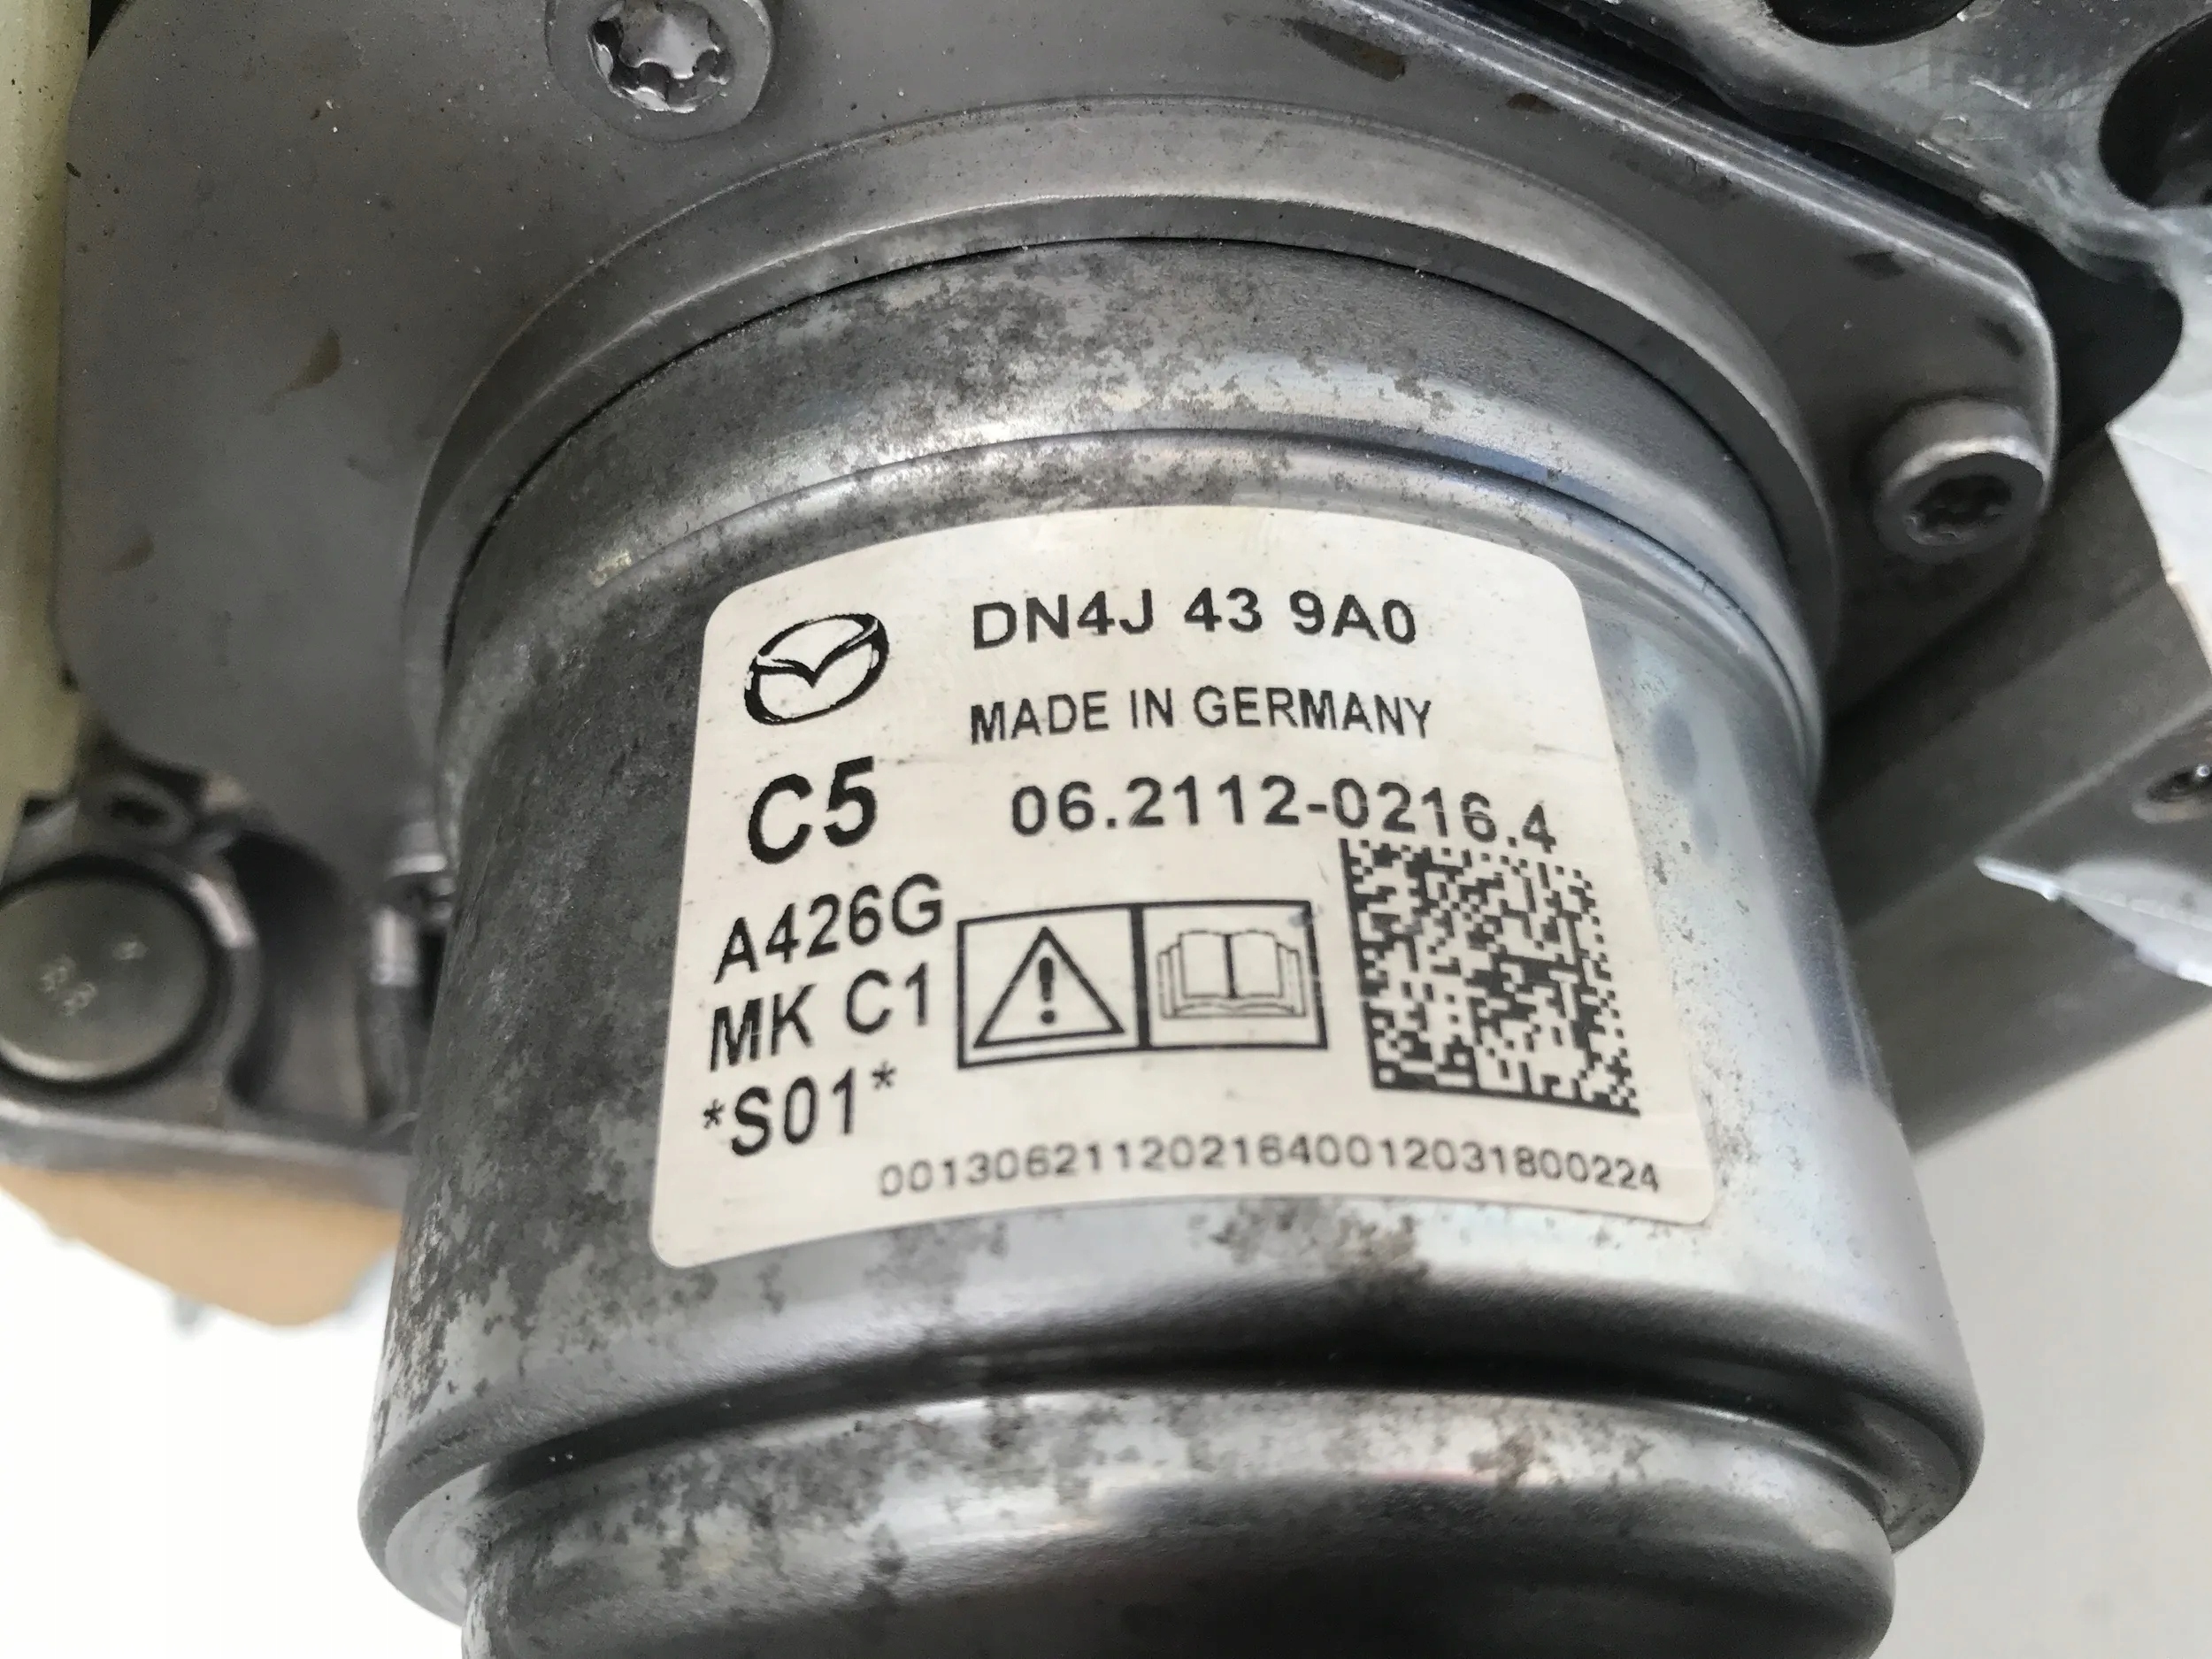 DN4J 43 9A0
MADE IN GERMANY
C5
06.2112-0216.4
A426G
MK C1
*S01*
0013062112021640012031800224